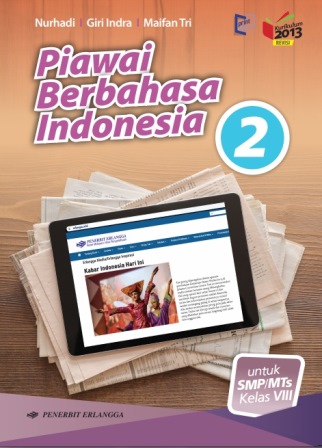 Nurhadi | Giri Indra | Maifan Tri
Kurikulum
2013
REVISI
Piawai
Berbahasa
Indonesia
2
PENERBIT ERLANGGA
Kabar Indonesia Hari Ini
untuk
SMP/MTs
Kelas VIII
PENERBIT ERLANGGA